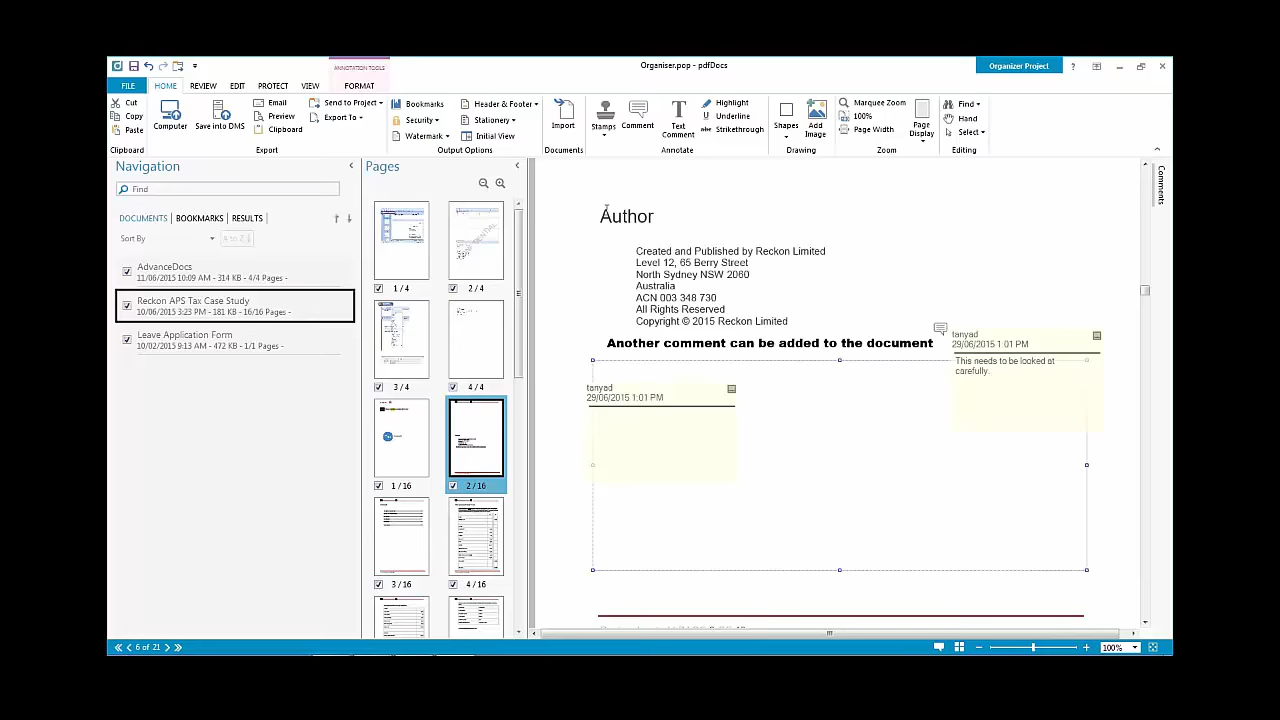 ANNOTATION TOOLS
Organiser.pop - pdfDocs
Organizer Project
?
FILE
HOME
REVIEW
EDIT
PROTECT
VIEW
FORMAT
Cut
Copy
Paste
Clipboard
Computer
Save into DMS
Email
Preview
Clipboard
Send to Project
Export To
Export
Bookmarks
Security
Watermark
Header & Footer
Stationery
Initial View
Output Options
Import
Documents
Stamps
Comment
Text
Comment
Highlight
Underline
abc Strikethrough
Annotate
Shapes
Add
Image
Drawing
Marquee Zoom
100%
Page Width
Page
Display
Zoom
Find
Hand
Select
Editing
Navigation
Find
DOCUMENTS
BOOKMARKS
RESULTS
Sort By
A to Z
AdvanceDocs
11/06/2015 10:09 AM - 314 KB - 4/4 Pages -
Reckon APS Tax Case Study
10/06/2015 3:23 PM - 181 KB - 16/16 Pages -
Leave Application Form
10/02/2015 9:13 AM - 472 KB - 1/1 Pages -
Pages
1 / 4
2 / 4
3 / 4
4 / 4
1 / 16
2 / 16
3 / 16
4 / 16
Author
Created and Published by Reckon Limited
Level 12, 65 Berry Street
North Sydney NSW 2060
Australia
ACN 003 348 730
All Rights Reserved
Copyright © 2015 Reckon Limited
Another comment can be added to the document
tanyad
29/06/2015 1:01 PM
This needs to be looked at
carefully.
tanyad
29/06/2015 1:01 PM
Comments
6 of 21
100%